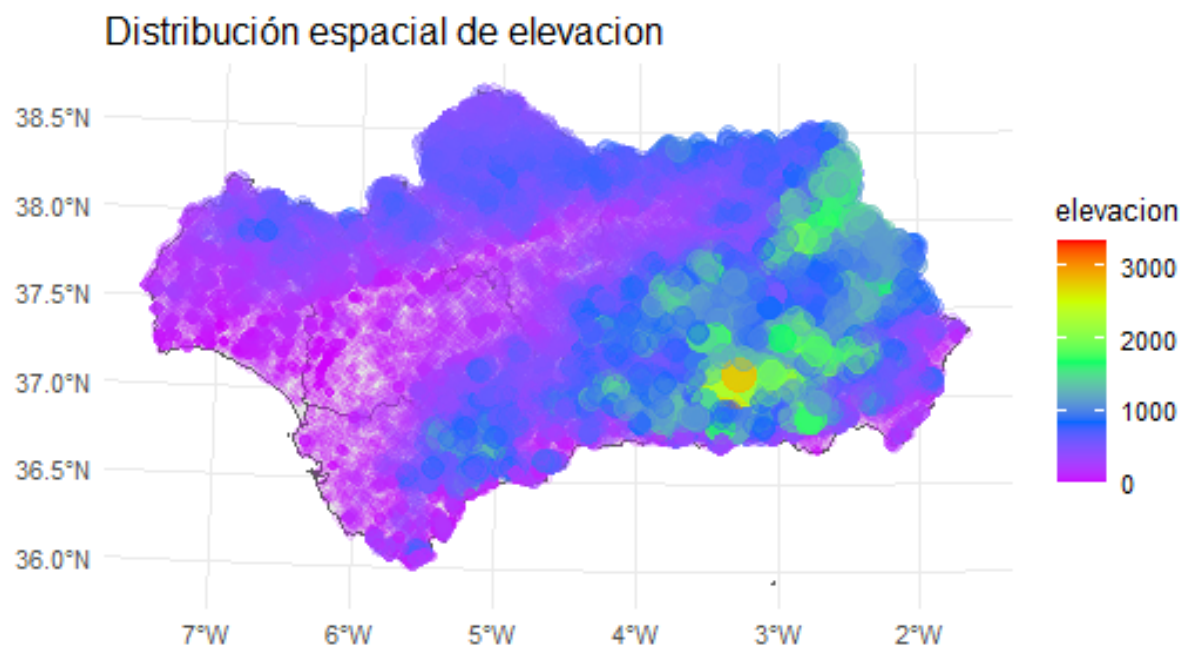 Distribución espacial de elevacion
38.5°N
38.0°N
37.5°N
37.0°N
36.5°N
36.0°N
7°W
6°W
5°W
4°W
3°W
2°W
elevacion
3000
2000
1000
0